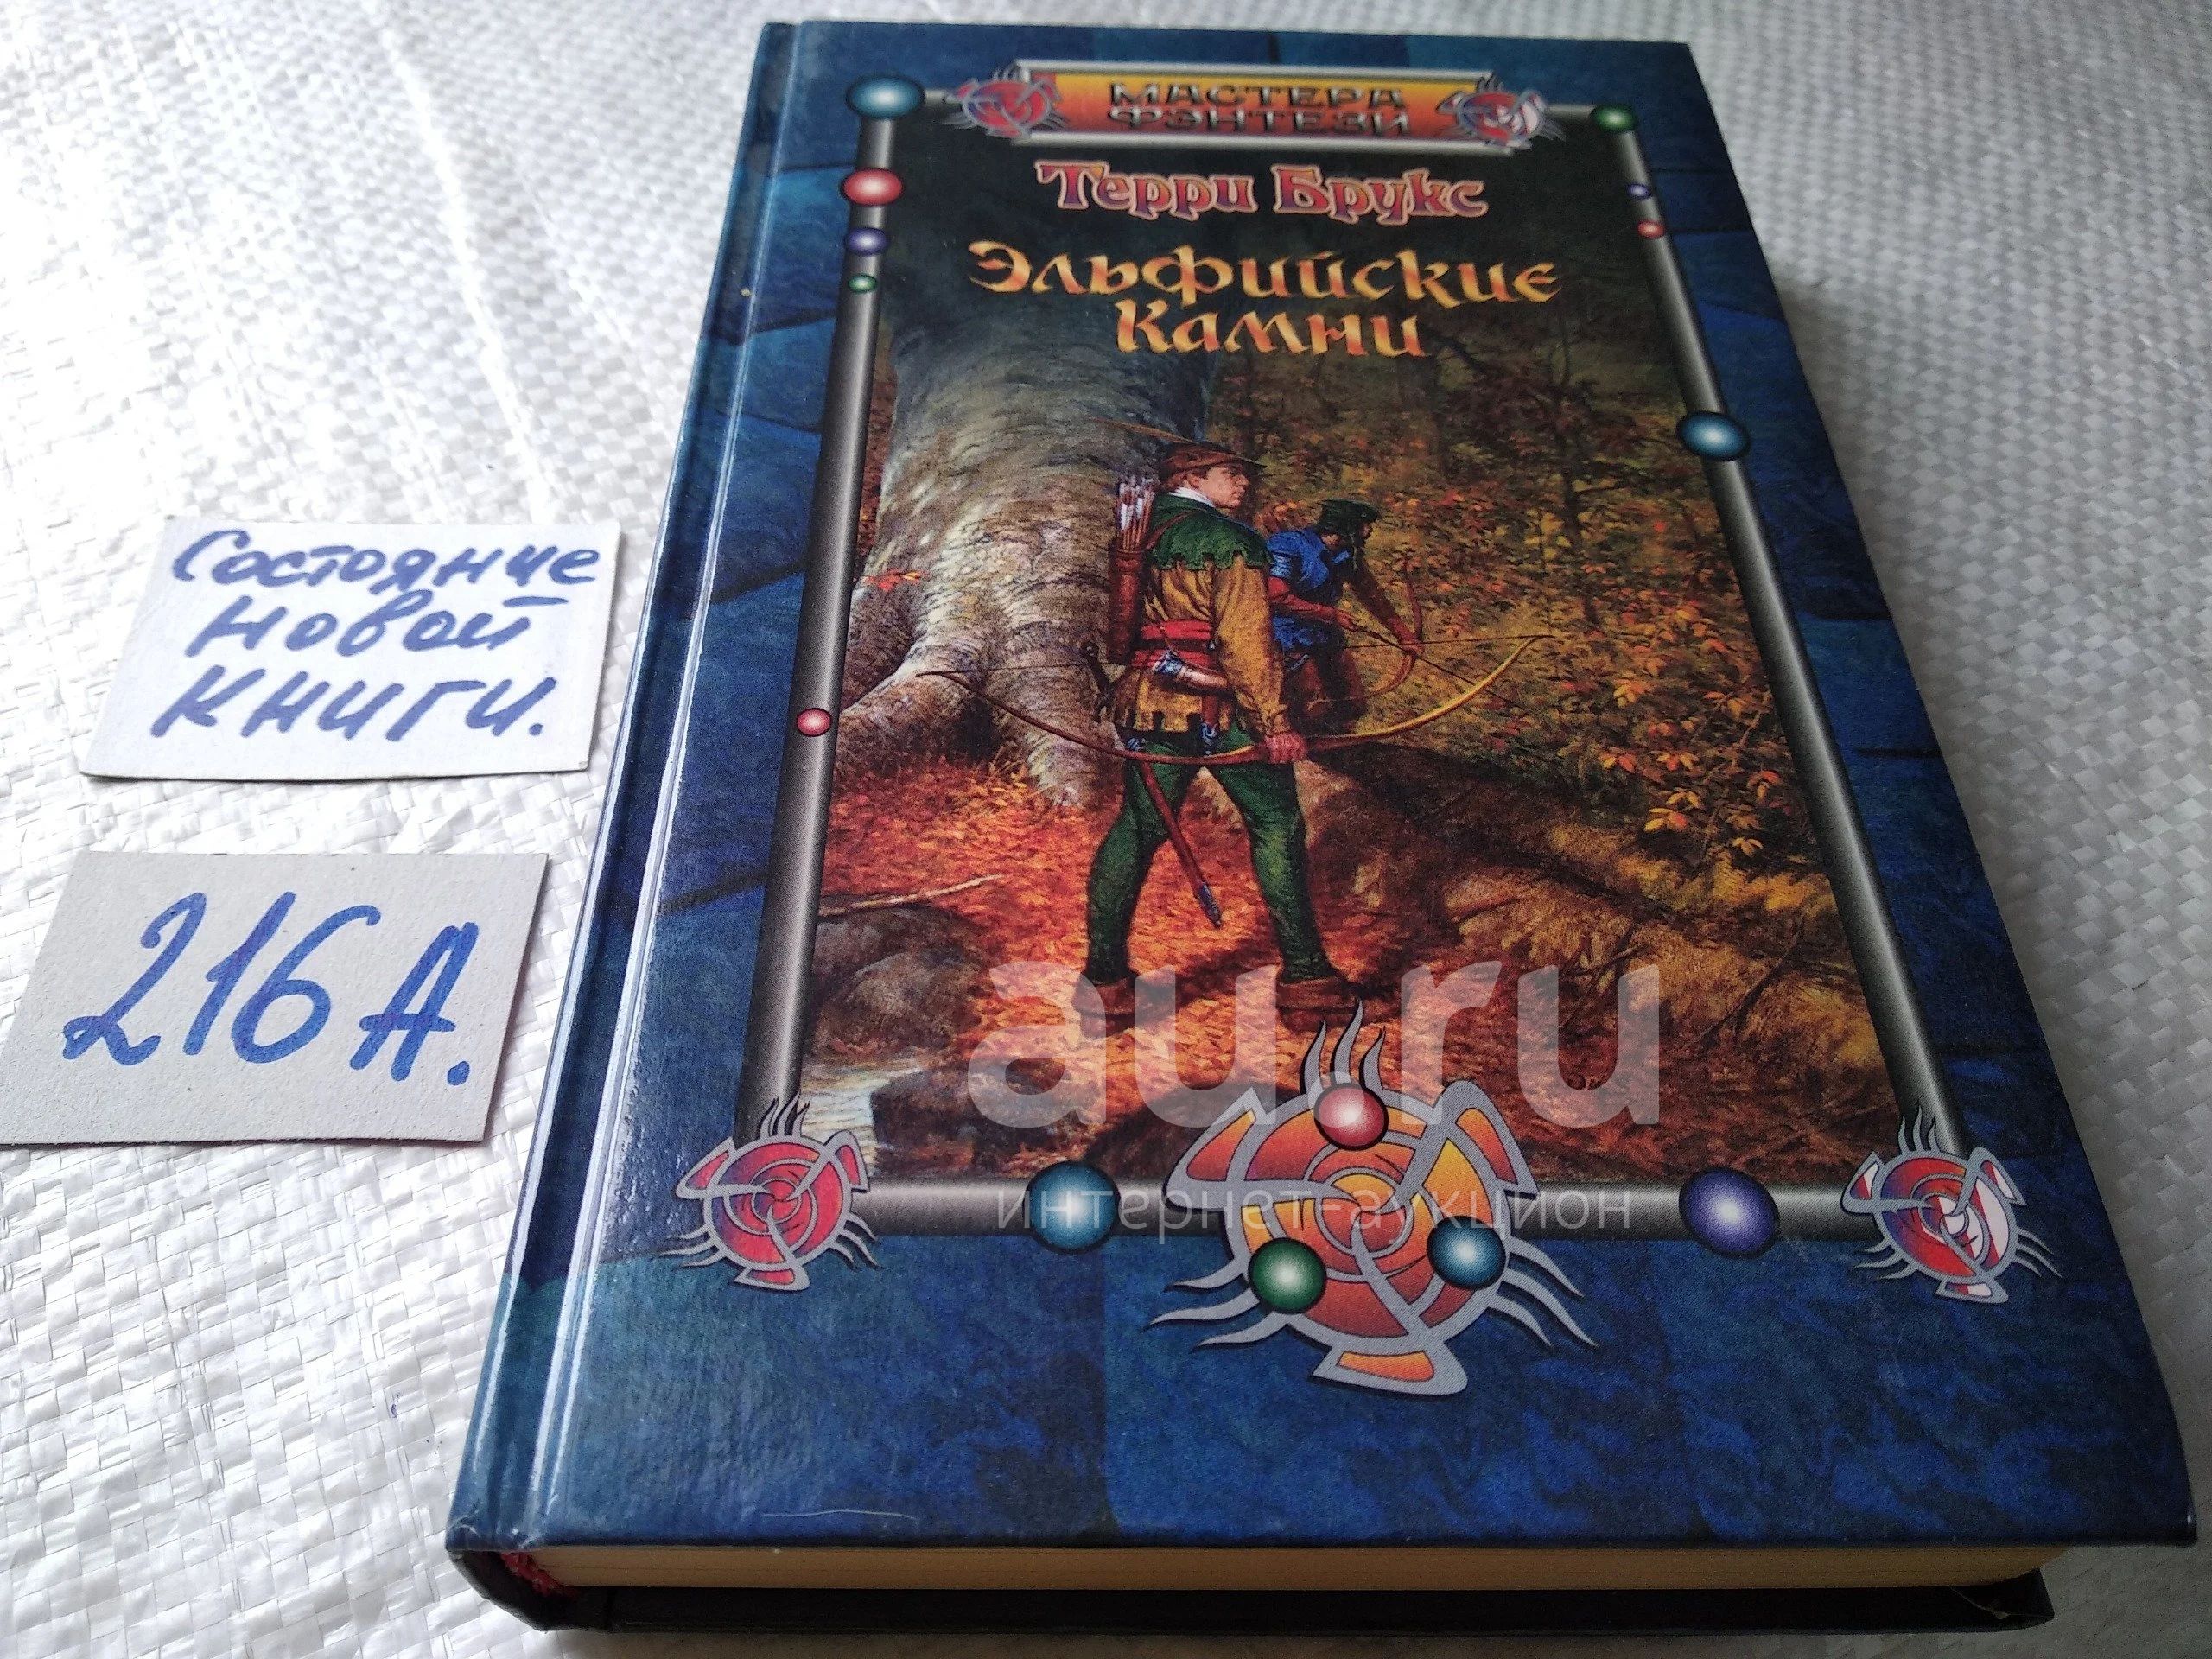 МАСТЕРА
ФЭНТЕЗИ
Терри Брукс
Эльфийские
Камни
Состояние
новой
книги.
216А.
au.ru
интернет-аукцион